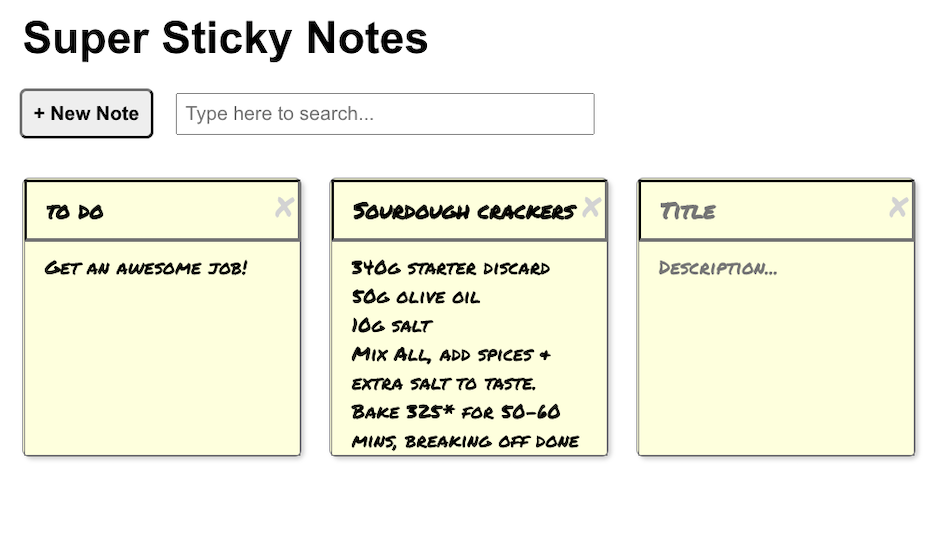 Super Sticky Notes
+ New Note
Type here to search...
TO DO
Get an awesome job!
Sourdough crackers
340g starter discard
50g olive oil
10g salt
Mix All, add spices &
extra salt to taste.
Bake 325* for 50-60
mins, breaking off done
Title
Description...